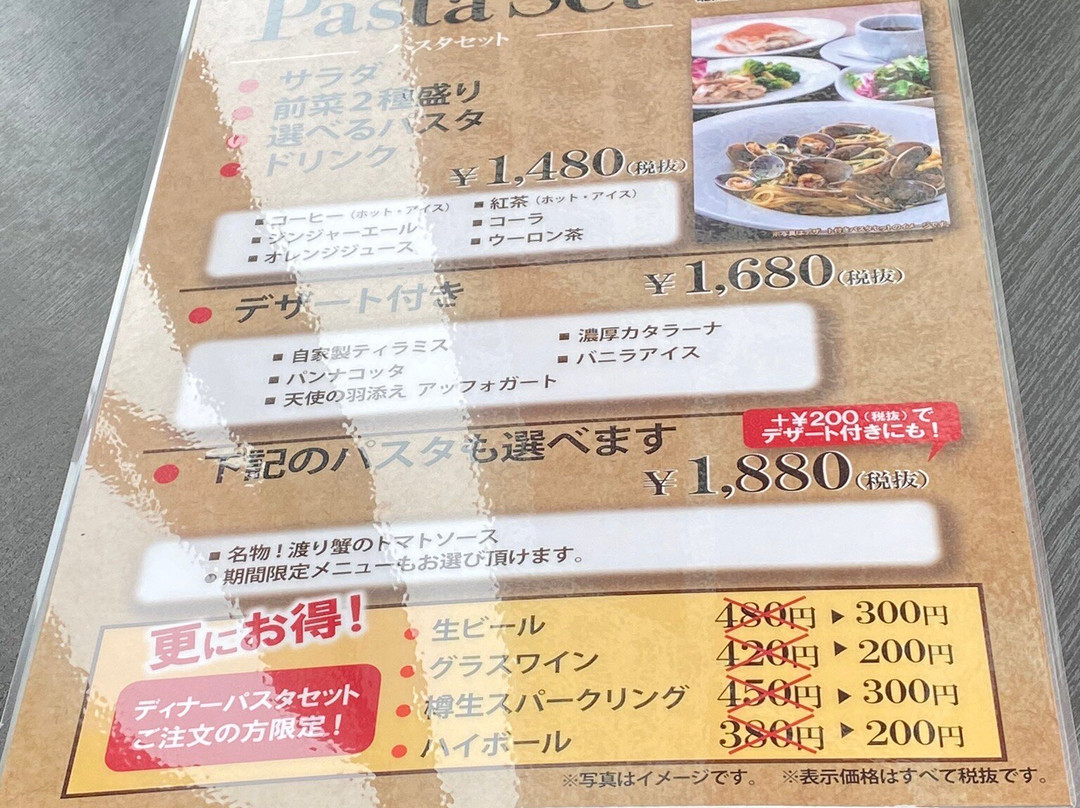 Pasta Set
パスタセット
● サラダ
● 前菜２種盛り
● 選べるパスタ
● ドリンク
¥1,480(税抜)
■ コーヒー（ホット・アイス）
■ ジンジャーエール
■ オレンジジュース
■ 紅茶（ホット・アイス）
■ コーラ
■ ウーロン茶
● デザート付き
¥1,680(税抜)
■ 自家製ティラミス
■ パンナコッタ
■ 天使の羽添え アッフォガート
■ 濃厚カタラーナ
■ バニラアイス
＋¥200（税抜）で
デザート付きにも！
● 下記のパスタも選べます
¥1,880(税抜)
■ 名物！渡り蟹のトマトソース
◎ 期間限定メニューもお選び頂けます。
更にお得！
ディナーパスタセット
ご注文の方限定！
● 生ビール 480円 ▶ 300円
● グラスワイン 420円 ▶ 200円
● 樽生スパークリング 450円 ▶ 300円
● ハイボール 380円 ▶ 200円
※写真はイメージです。 ※表示価格はすべて税抜です。